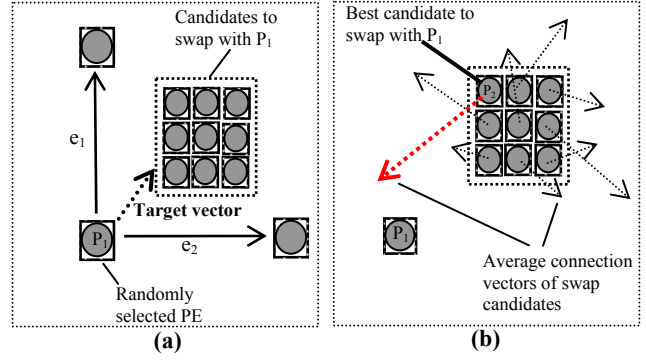 Candidates to
swap with P1
e1
Target vector
P1
e2
Randomly
selected PE
(a)
Best candidate to
swap with P1
P2
P1
Average connection
vectors of swap
candidates
(b)